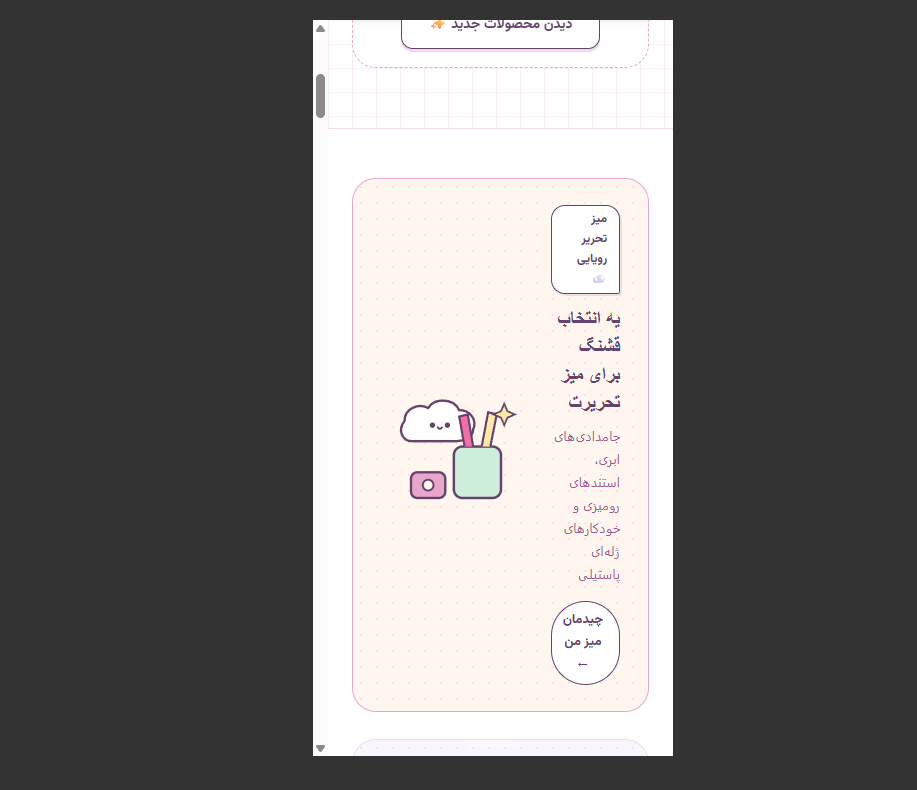 دیدن محصولات جدید ✨
میز
تحریر
رویایی
☁️
یه انتخاب
قشنگ
برای میز
تحریرت
جامدادی‌های
ابری،
استندهای
رومیزی و
خودکارهای
ژله‌ای
پاستیلی
چیدمان
میز من
←